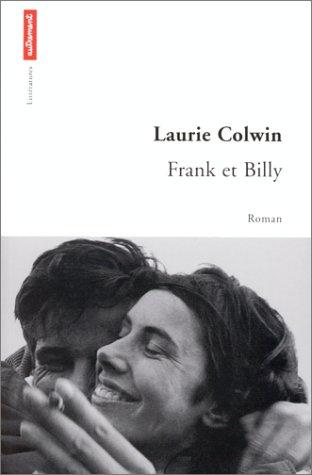 autrement
Littératures
Laurie Colwin
Frank et Billy
Roman